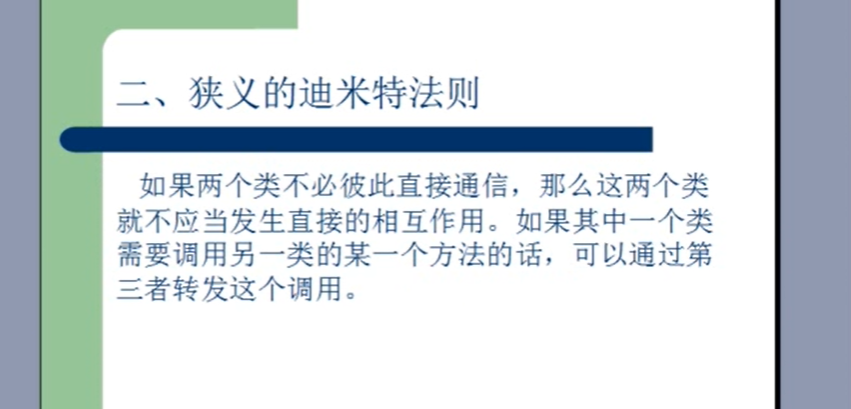 二、狭义的迪米特法则
如果两个类不必彼此直接通信，那么这两个类
就不应当发生直接的相互作用。如果其中一个类
需要调用另一类的某一个方法的话，可以通过第
三者转发这个调用。